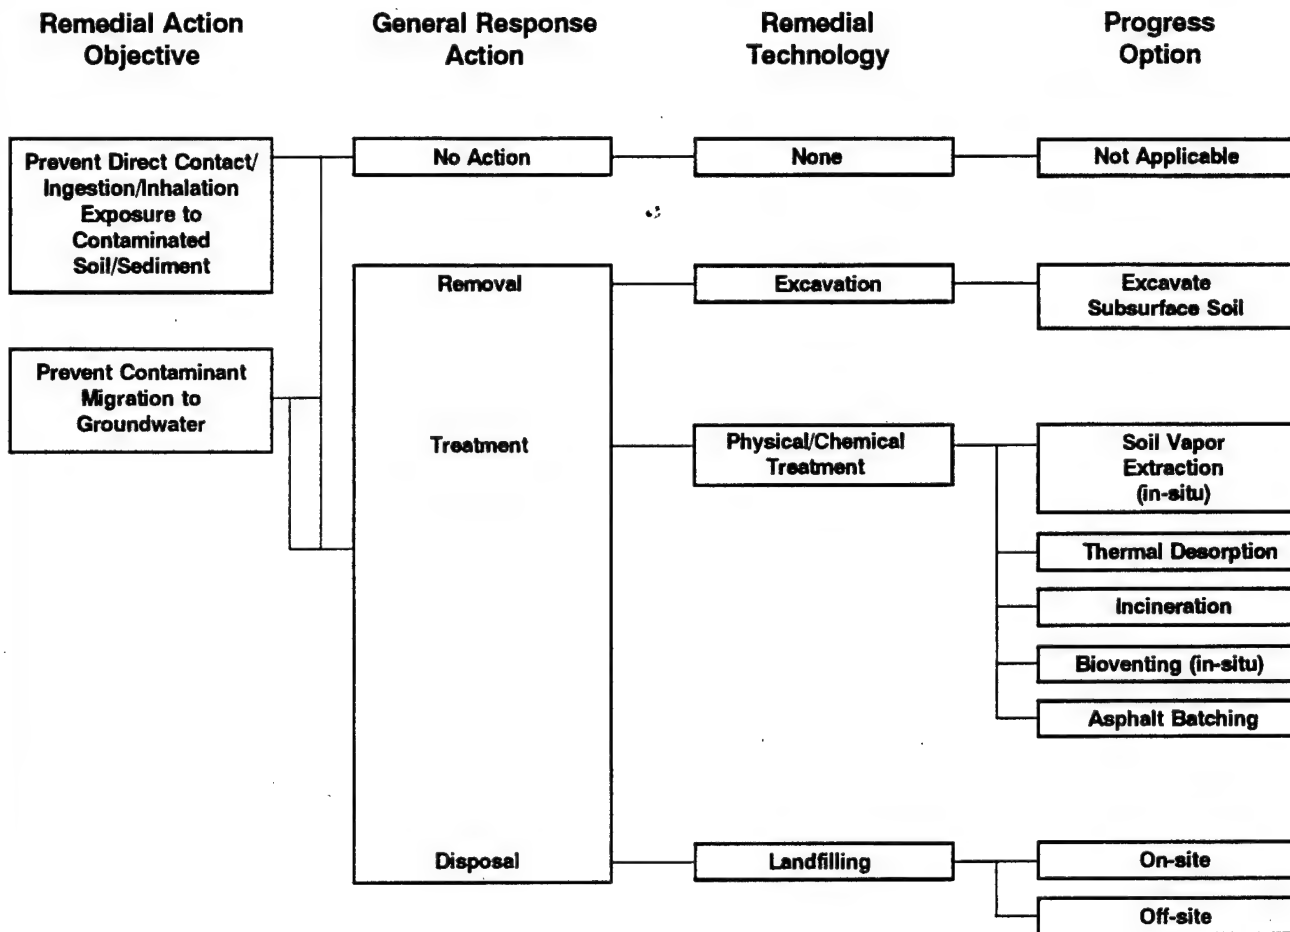 Remedial Action
Objective
General Response
Action
Remedial
Technology
Progress
Option
Prevent Direct Contact/
Ingestion/Inhalation
Exposure to
Contaminated
Soil/Sediment
No Action
None
Not Applicable
Removal
Excavation
Excavate
Subsurface Soil
Prevent Contaminant
Migration to
Groundwater
Treatment
Physical/Chemical
Treatment
Soil Vapor
Extraction
(in-situ)
Thermal Desorption
Incineration
Bioventing (in-situ)
Asphalt Batching
Disposal
Landfilling
On-site
Off-site